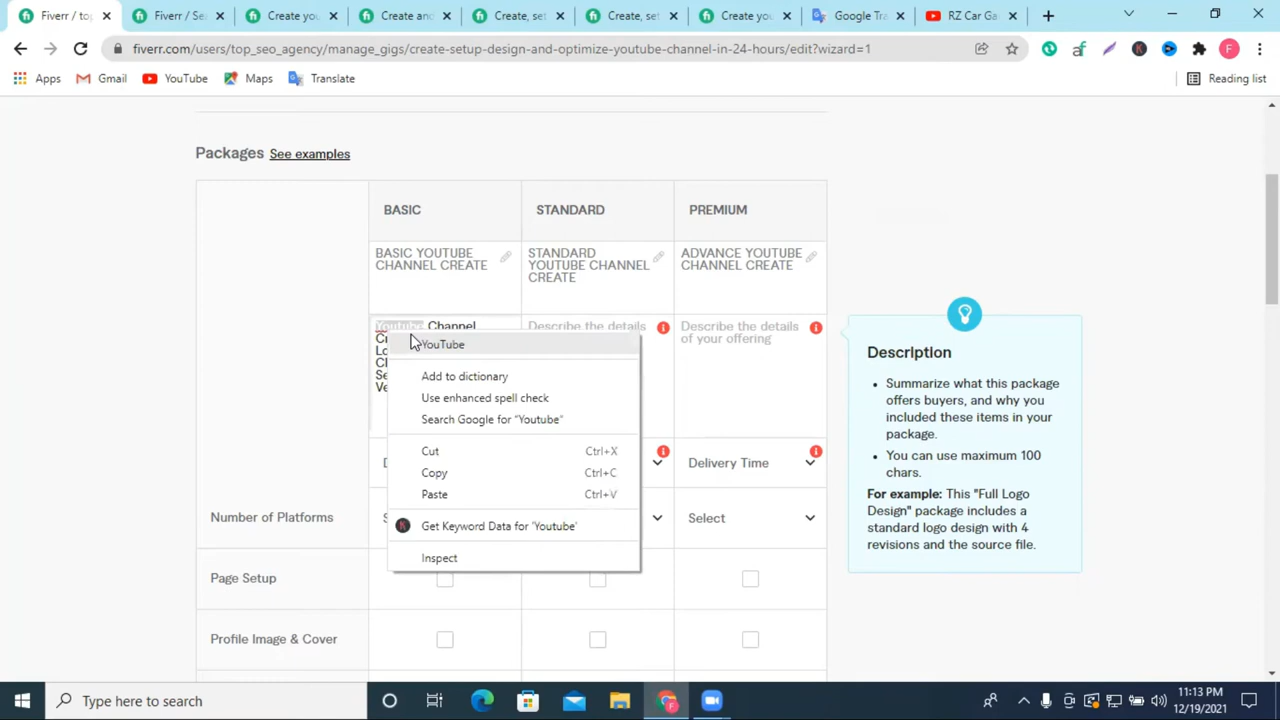 Fiverr / top
Fiverr / Se
Create you
Create and
Create, set
Create, set
Create you
Google Tra
RZ Car Ga
fiverr.com/users/top_seo_agency/manage_gigs/create-setup-design-and-optimize-youtube-channel-in-24-hours/edit?wizard=1
Apps
Gmail
YouTube
Maps
Translate
Reading list
Packages See examples
BASIC
STANDARD
PREMIUM
BASIC YOUTUBE
CHANNEL CREATE
STANDARD
YOUTUBE CHANNEL
CREATE
ADVANCE YOUTUBE
CHANNEL CREATE
Youtube Channel
Describe the details
Describe the details
of your offering
YouTube
Add to dictionary
Use enhanced spell check
Search Google for "Youtube"
Cut Ctrl+X
Copy Ctrl+C
Paste Ctrl+V
Get Keyword Data for 'Youtube'
Inspect
Delivery Time
Number of Platforms
Select
Page Setup
Profile Image & Cover
Description
Summarize what this package
offers buyers, and why you
included these items in your
package.
You can use maximum 100
chars.
For example: This "Full Logo
Design" package includes a
standard logo design with 4
revisions and the source file.
Type here to search
11:13 PM
12/19/2021